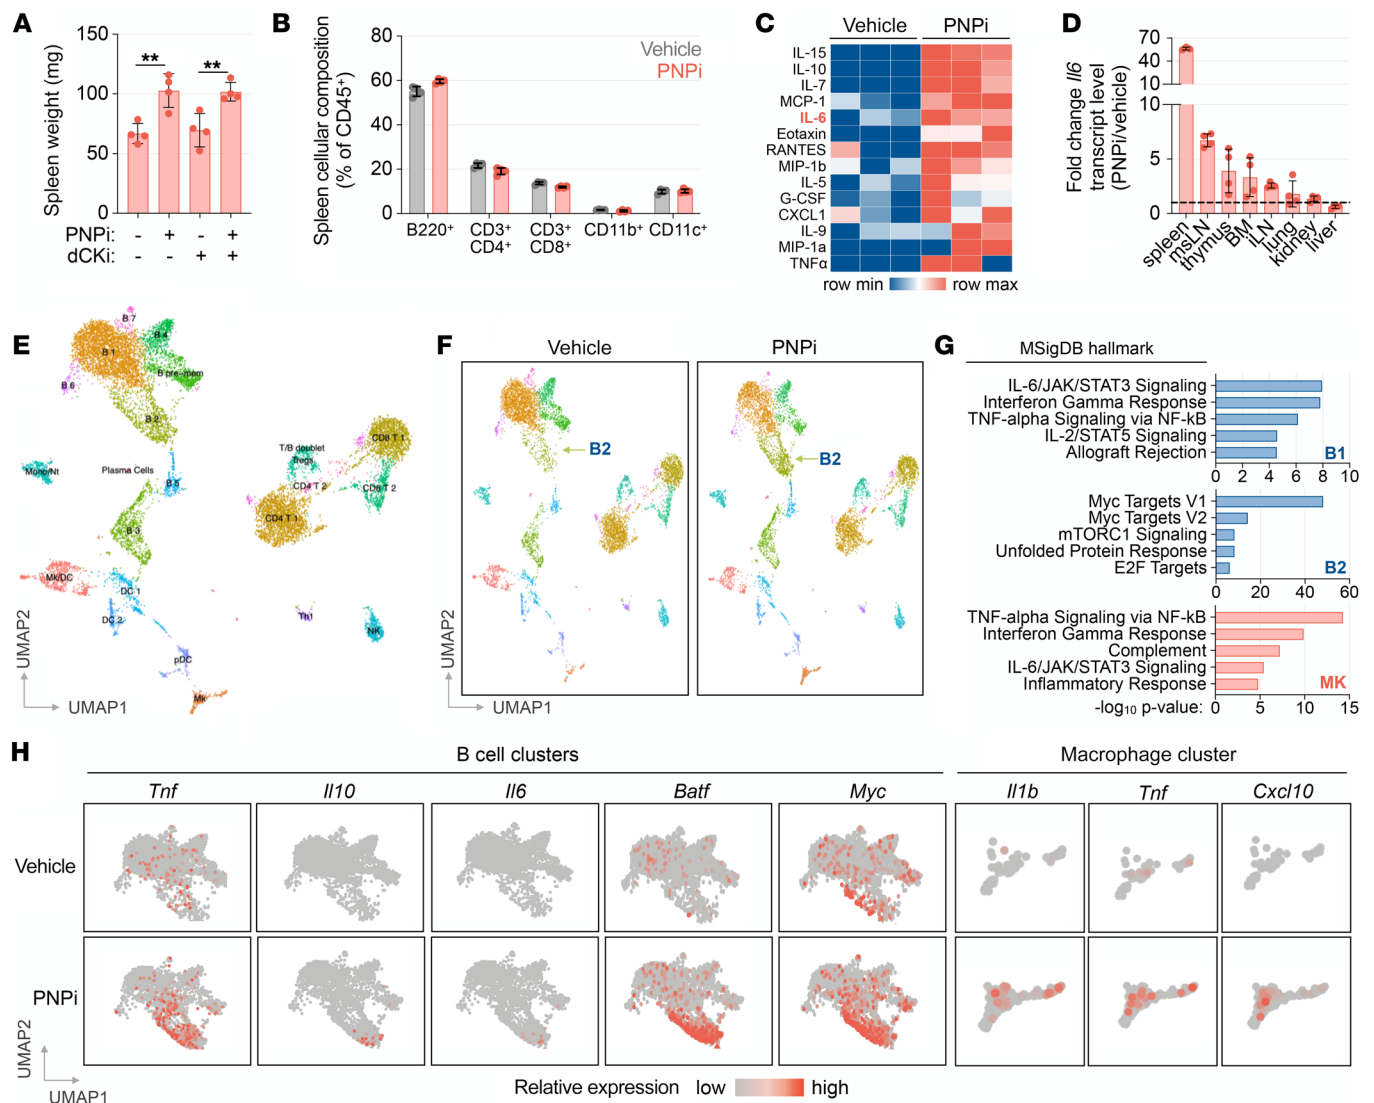 A
Spleen weight (mg)
150
100
50
0
** **
PNPi: - + - +
dCKi: - - + +
B
Spleen cellular composition
(% of CD45+)
80
60
40
20
0
Vehicle
PNPi
B220⁺ CD3⁺ CD3⁺ CD11b⁺ CD11c⁺
CD4⁺ CD8⁺
C
Vehicle PNPi
IL-15
IL-10
IL-7
MCP-1
IL-6
Eotaxin
RANTES
MIP-1b
IL-5
G-CSF
CXCL1
IL-9
MIP-1a
TNFα
row min row max
D
Fold change Il6
transcript level
(PNPi/vehicle)
70
40
10
10
5
0
spleen
msLN
thymus
BM
iLN
lung
kidney
liver
E
B 7
B 4
B 1
B pre-mem
B 6
B 2
Plasma Cells
Mono/Nt
B 5
B 3
T/B doublet
Tregs
CD8 T 1
CD4 T 2
CD8 T 2
CD4 T 1
Mk/DC
DC 1
DC 2
Th1
NK
pDC
Mk
UMAP2
UMAP1
F
Vehicle PNPi
B2
B2
UMAP2
UMAP1
G
MSigDB hallmark
IL-6/JAK/STAT3 Signaling
Interferon Gamma Response
TNF-alpha Signaling via NF-kB
IL-2/STAT5 Signaling
Allograft Rejection
B1
0 2 4 6 8 10
Myc Targets V1
Myc Targets V2
mTORC1 Signaling
Unfolded Protein Response
E2F Targets
B2
0 20 40 60
TNF-alpha Signaling via NF-kB
Interferon Gamma Response
Complement
IL-6/JAK/STAT3 Signaling
Inflammatory Response
MK
-log₁₀ p-value: 0 5 10 15
H
B cell clusters Macrophage cluster
Tnf Il10 Il6 Batf Myc Il1b Tnf Cxcl10
Vehicle
PNPi
UMAP2
UMAP1
Relative expression low high